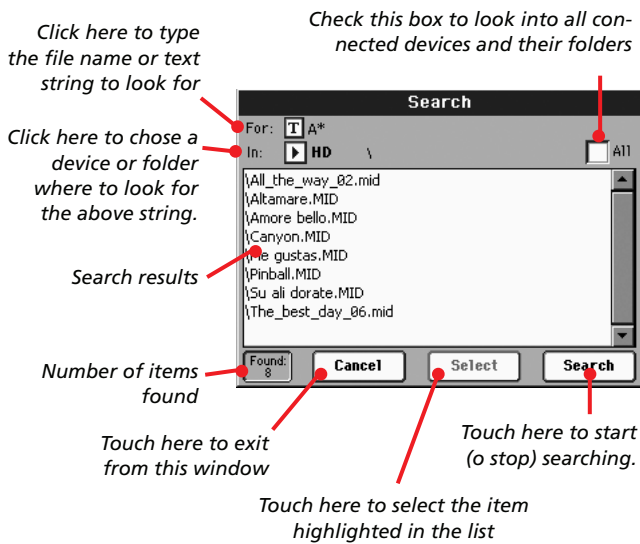 Click here to type
the file name or text
string to look for
Check this box to look into all con-
nected devices and their folders
Search
For: T A*
In: HD \
All
Click here to chose a
device or folder
where to look for
the above string.
\All_the_way_02.mid
\Altamare.MID
\Amore bello.MID
\Canyon.MID
gustas.MID
\Pinball.MID
\Su ali dorate.MID
\The_best_day_06.mid
Search results
Found:
8
Cancel
Select
Search
Number of items
found
Touch here to exit
from this window
Touch here to start
(o stop) searching.
Touch here to select the item
highlighted in the list